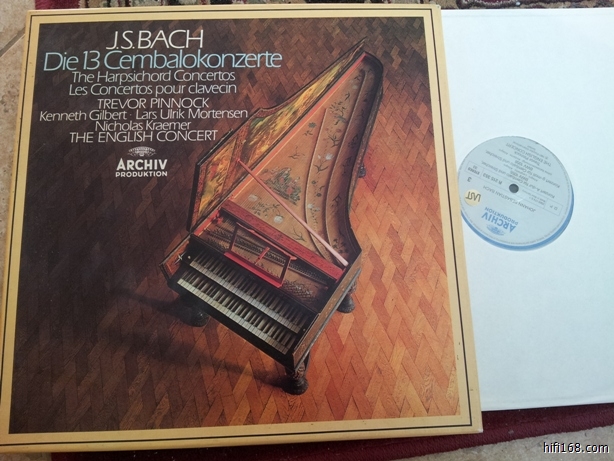 J.S. BACH
Die 13 Cembalokonzerte
The Harpsichord Concertos
Les Concertos pour clavecin
TREVOR PINNOCK
Kenneth Gilbert · Lars Ulrik Mortensen
Nicholas Kraemer
THE ENGLISH CONCERT
ARCHIV
PRODUKTION
ARCHIV
PRODUKTION
hifi168.com